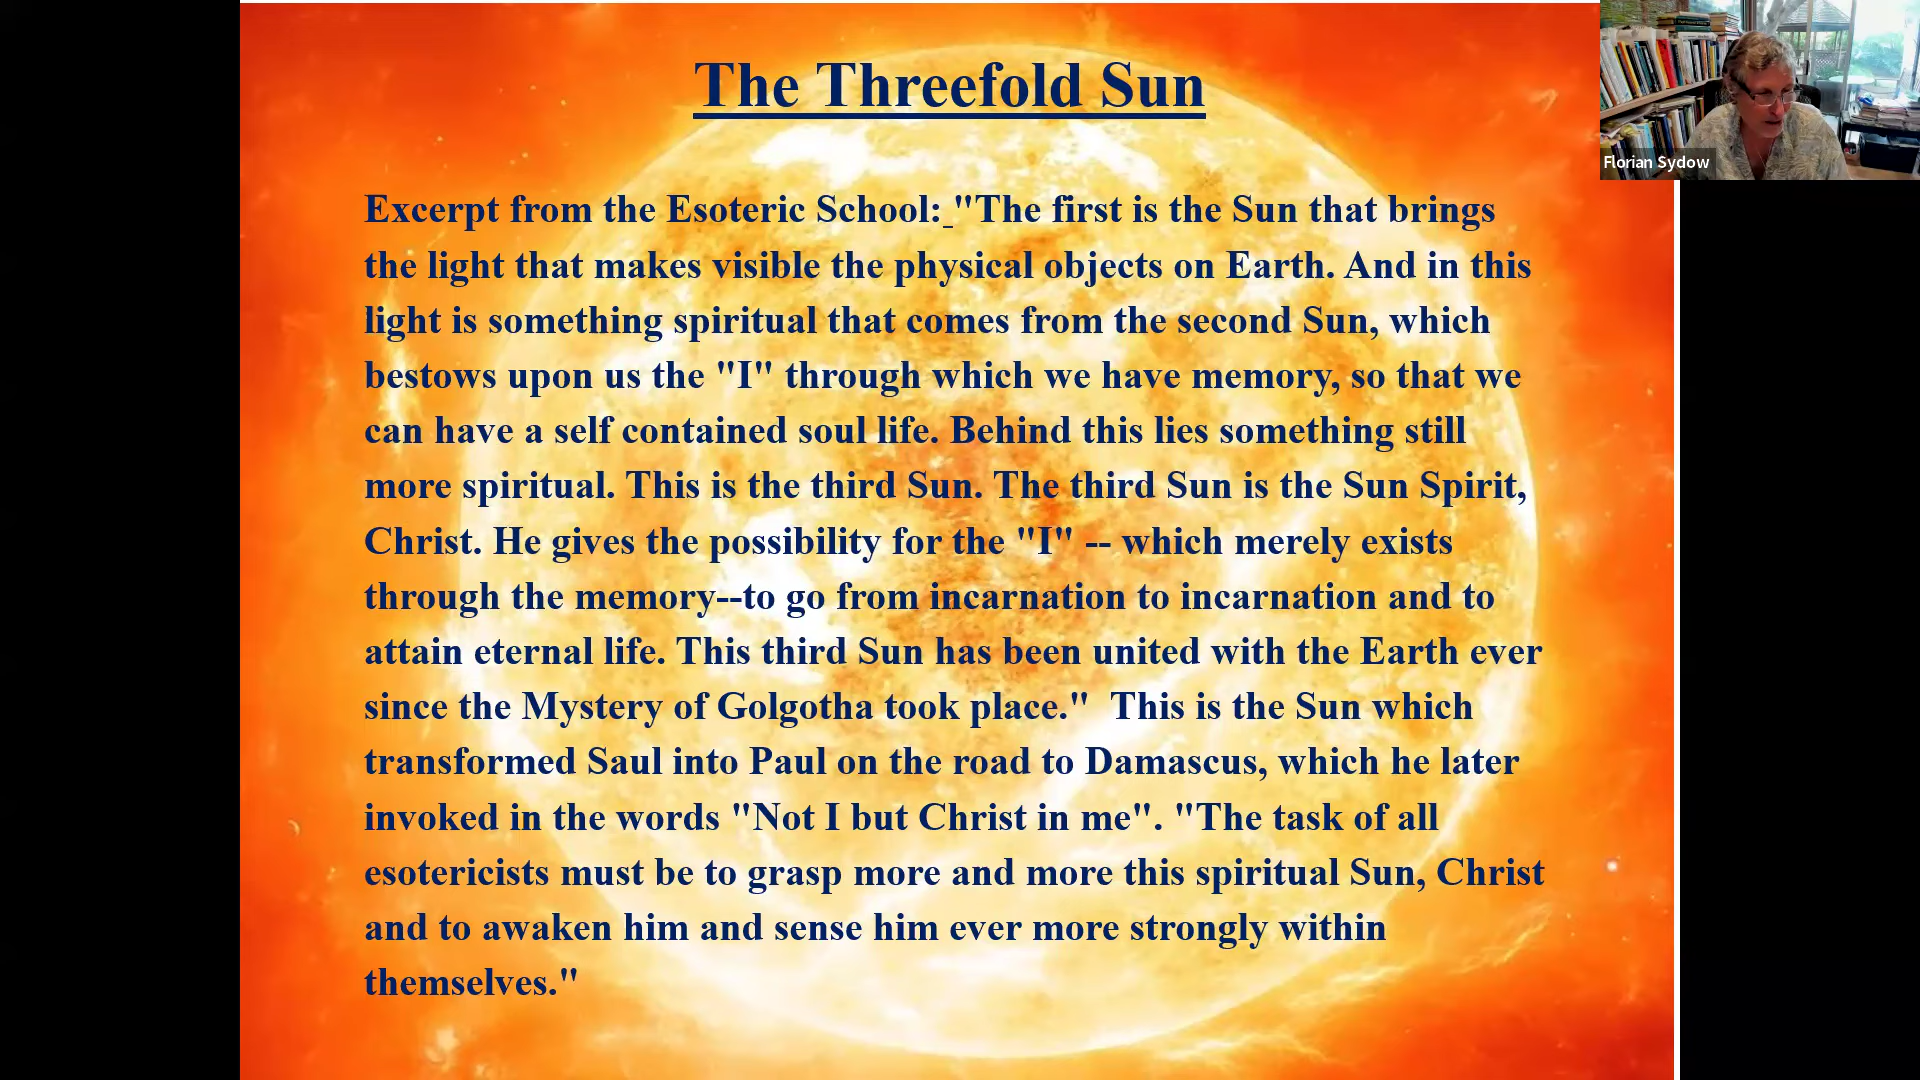 The Threefold Sun
Florian Sydow
Excerpt from the Esoteric School: "The first is the Sun that brings
the light that makes visible the physical objects on Earth. And in this
light is something spiritual that comes from the second Sun, which
bestows upon us the "I" through which we have memory, so that we
can have a self contained soul life. Behind this lies something still
more spiritual. This is the third Sun. The third Sun is the Sun Spirit,
Christ. He gives the possibility for the "I" -- which merely exists
through the memory--to go from incarnation to incarnation and to
attain eternal life. This third Sun has been united with the Earth ever
since the Mystery of Golgotha took place."  This is the Sun which
transformed Saul into Paul on the road to Damascus, which he later
invoked in the words "Not I but Christ in me". "The task of all
esotericists must be to grasp more and more this spiritual Sun, Christ
and to awaken him and sense him ever more strongly within
themselves."